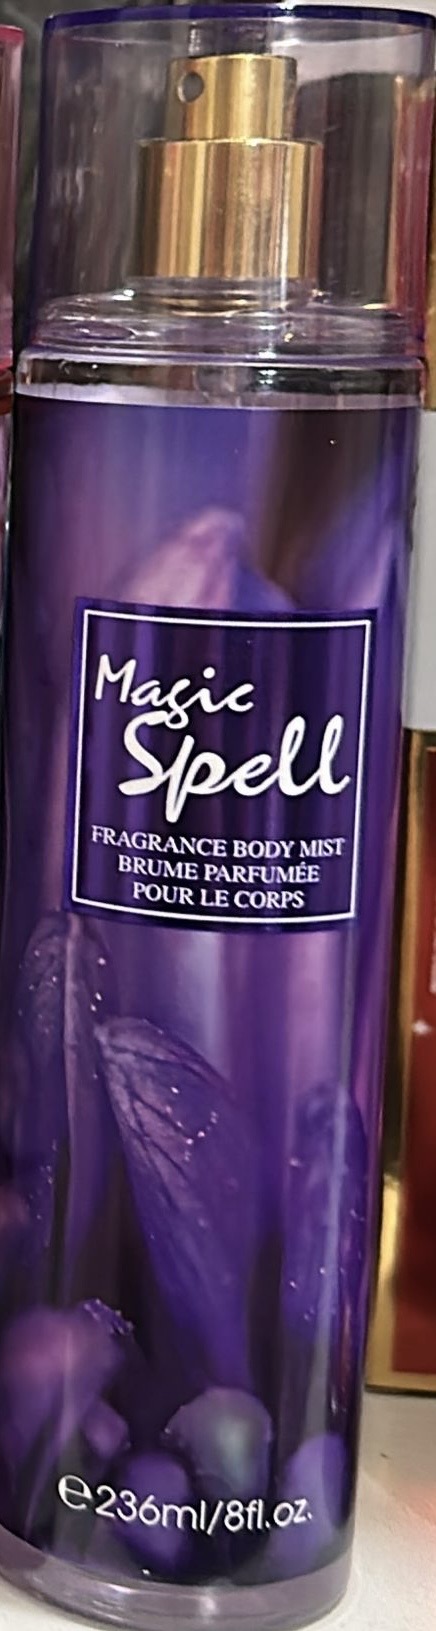 Magic
Spell
FRAGRANCE BODY MIST
BRUME PARFUMÉE
POUR LE CORPS
℮236ml/8fl.oz.